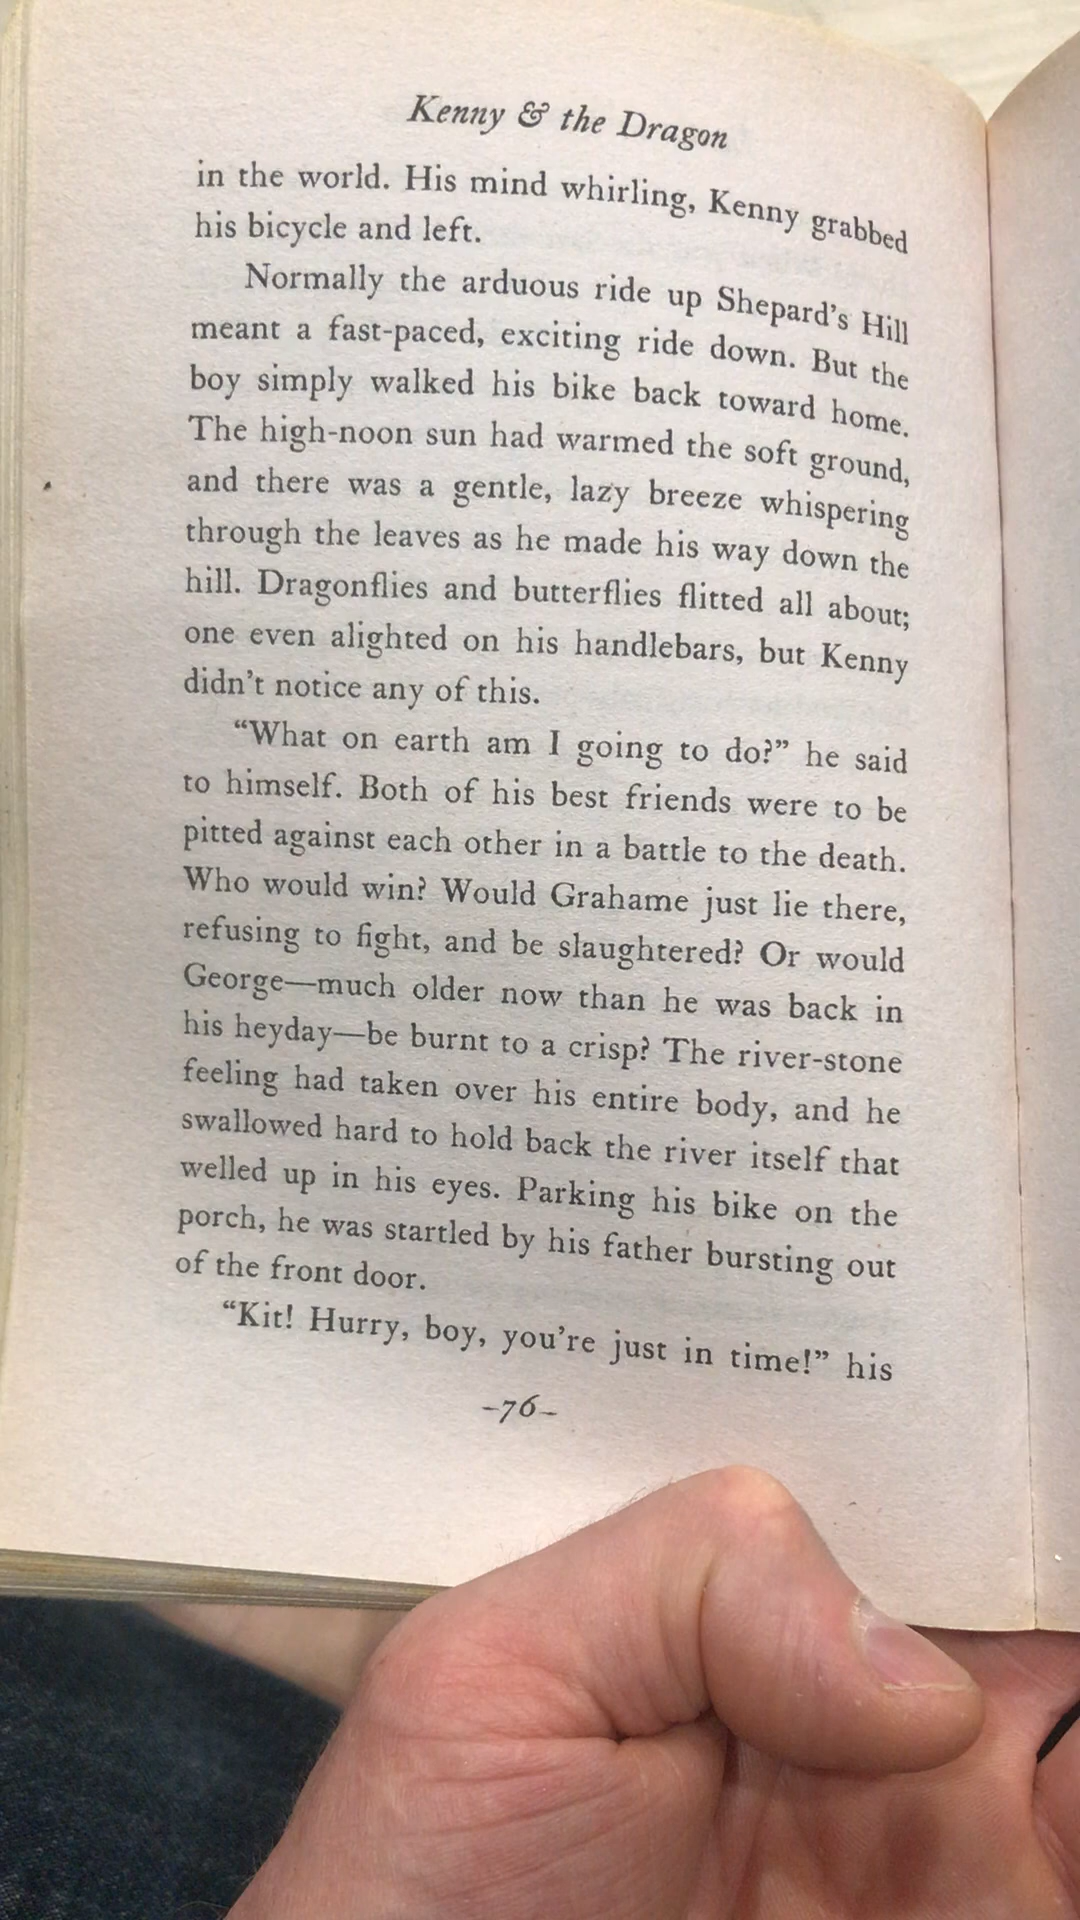 Kenny & the Dragon
in the world. His mind whirling, Kenny grabbed
his bicycle and left.
Normally the arduous ride up Shepard's Hill
meant a fast-paced, exciting ride down. But the
boy simply walked his bike back toward home.
The high-noon sun had warmed the soft ground,
and there was a gentle, lazy breeze whispering
through the leaves as he made his way down the
hill. Dragonflies and butterflies flitted all about;
one even alighted on his handlebars, but Kenny
didn't notice any of this.
“What on earth am I going to do?” he said
to himself. Both of his best friends were to be
pitted against each other in a battle to the death.
Who would win? Would Grahame just lie there,
refusing to fight, and be slaughtered? Or would
George—much older now than he was back in
his heyday—be burnt to a crisp? The river-stone
feeling had taken over his entire body, and he
swallowed hard to hold back the river itself that
welled up in his eyes. Parking his bike on the
porch, he was startled by his father bursting out
of the front door.
“Kit! Hurry, boy, you're just in time!” his
-76-